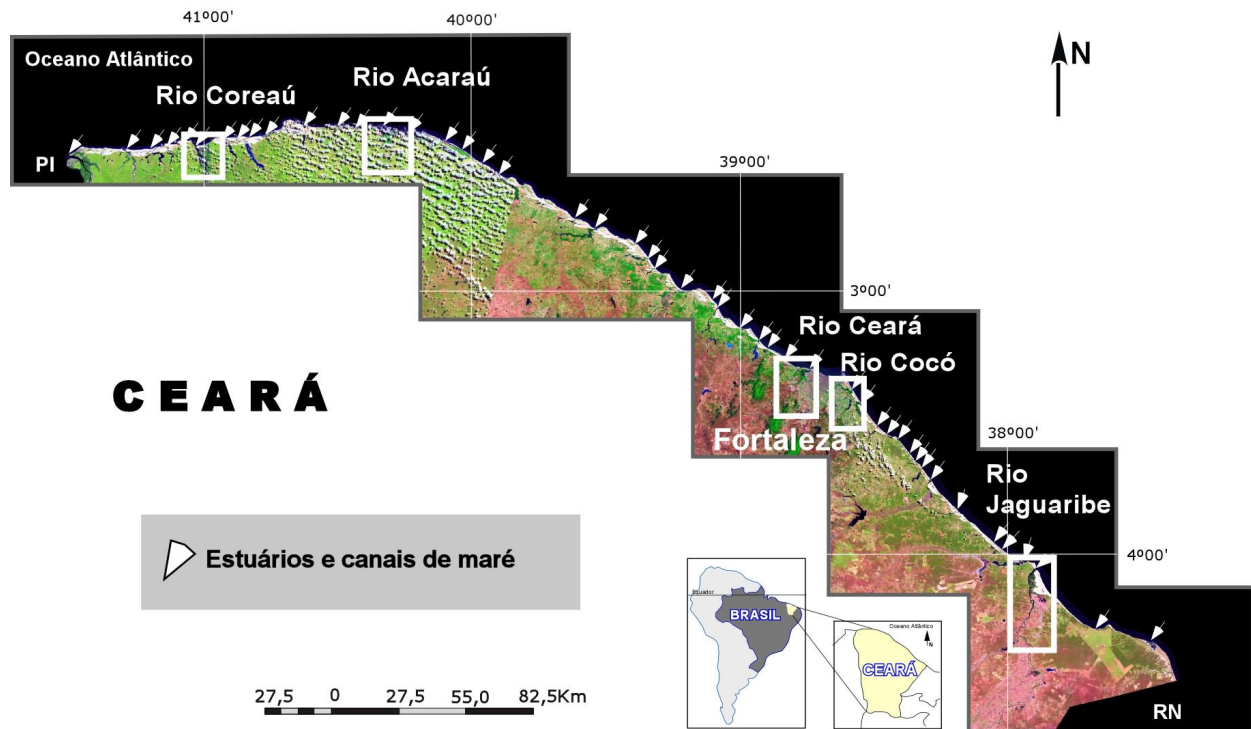 41º00'
40º00'
Oceano Atlântico
Rio Acaraú
N
Rio Coreaú
PI
39º00'
3º00'
Rio Ceará
Rio Cocó
CEARÁ
Fortaleza
38º00'
Rio
Jaguaribe
Estuários e canais de maré
4º00'
Equador
BRASIL
Oceano Atlântico
N
CEARÁ
27,5 0 27,5 55,0 82,5Km
RN